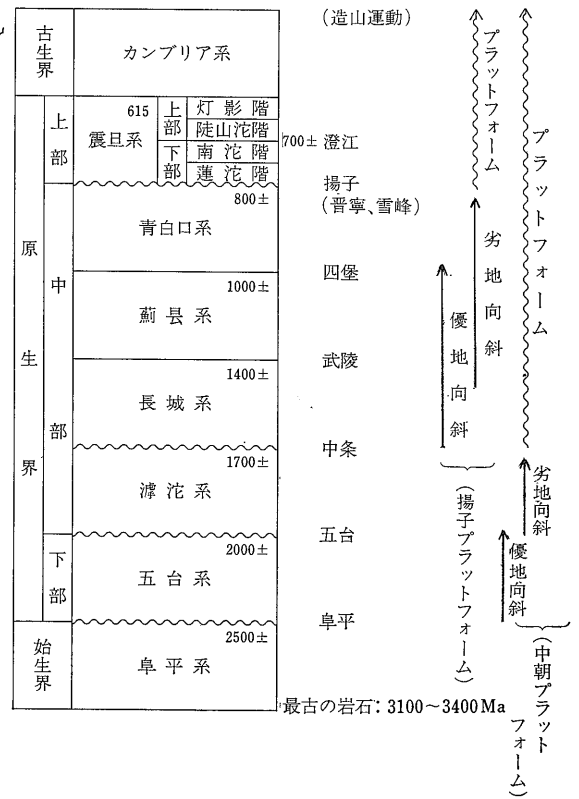 (造山運動)
古生界
カンブリア系
原生界
上部
震旦系
615
上部
灯影階
陡山沱階
下部
南沱階
蓮沱階
700± 澄江
揚子
(晋寧、雪峰)
中部
800±
青白口系
四堡
1000±
薊県系
武陵
1400±
長城系
中条
1700±
滹沱系
五台
下部
2000±
五台系
阜平
始生界
2500±
阜平系
最古の岩石: 3100〜3400Ma
優地向斜
劣地向斜
プラットフォーム
(揚子プラットフォーム)
優地向斜
劣地向斜
プラットフォーム
(中朝プラット
フォーム)